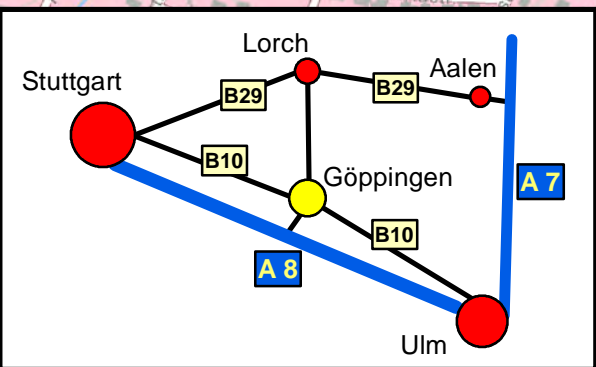 Lorch
Stuttgart
Aalen
B29
B29
B10
Göppingen
A 7
B10
A 8
Ulm